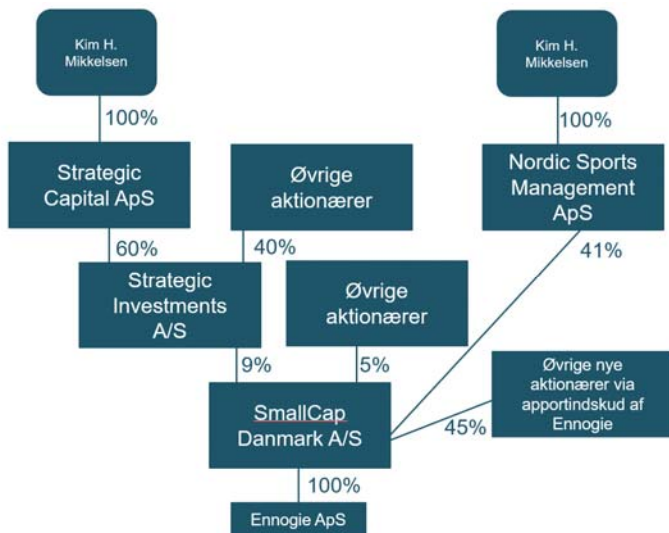 Kim H.
Mikkelsen
Kim H.
Mikkelsen
100%
100%
Strategic
Capital ApS
Øvrige
aktionærer
Nordic Sports
Management
ApS
60%
40%
41%
Strategic
Investments
A/S
Øvrige
aktionærer
9%
5%
Øvrige nye
aktionærer via
apportindskud af
Ennogie
SmallCap
Danmark A/S
45%
100%
Ennogie ApS